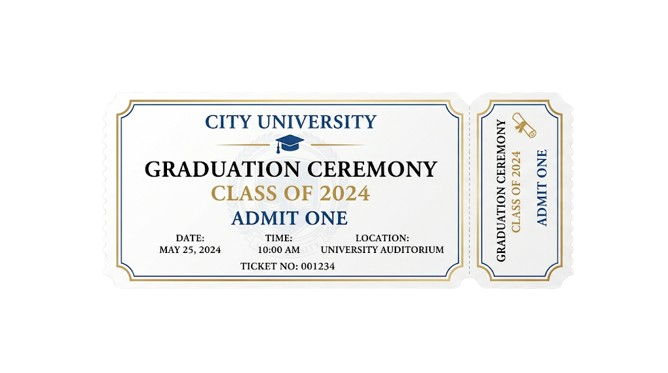 CITY UNIVERSITY
GRADUATION CEREMONY
CLASS OF 2024
ADMIT ONE
DATE: TIME: LOCATION:
MAY 25, 2024 10:00 AM UNIVERSITY AUDITORIUM
TICKET NO: 001234
GRADUATION CEREMONY
CLASS OF 2024
ADMIT ONE